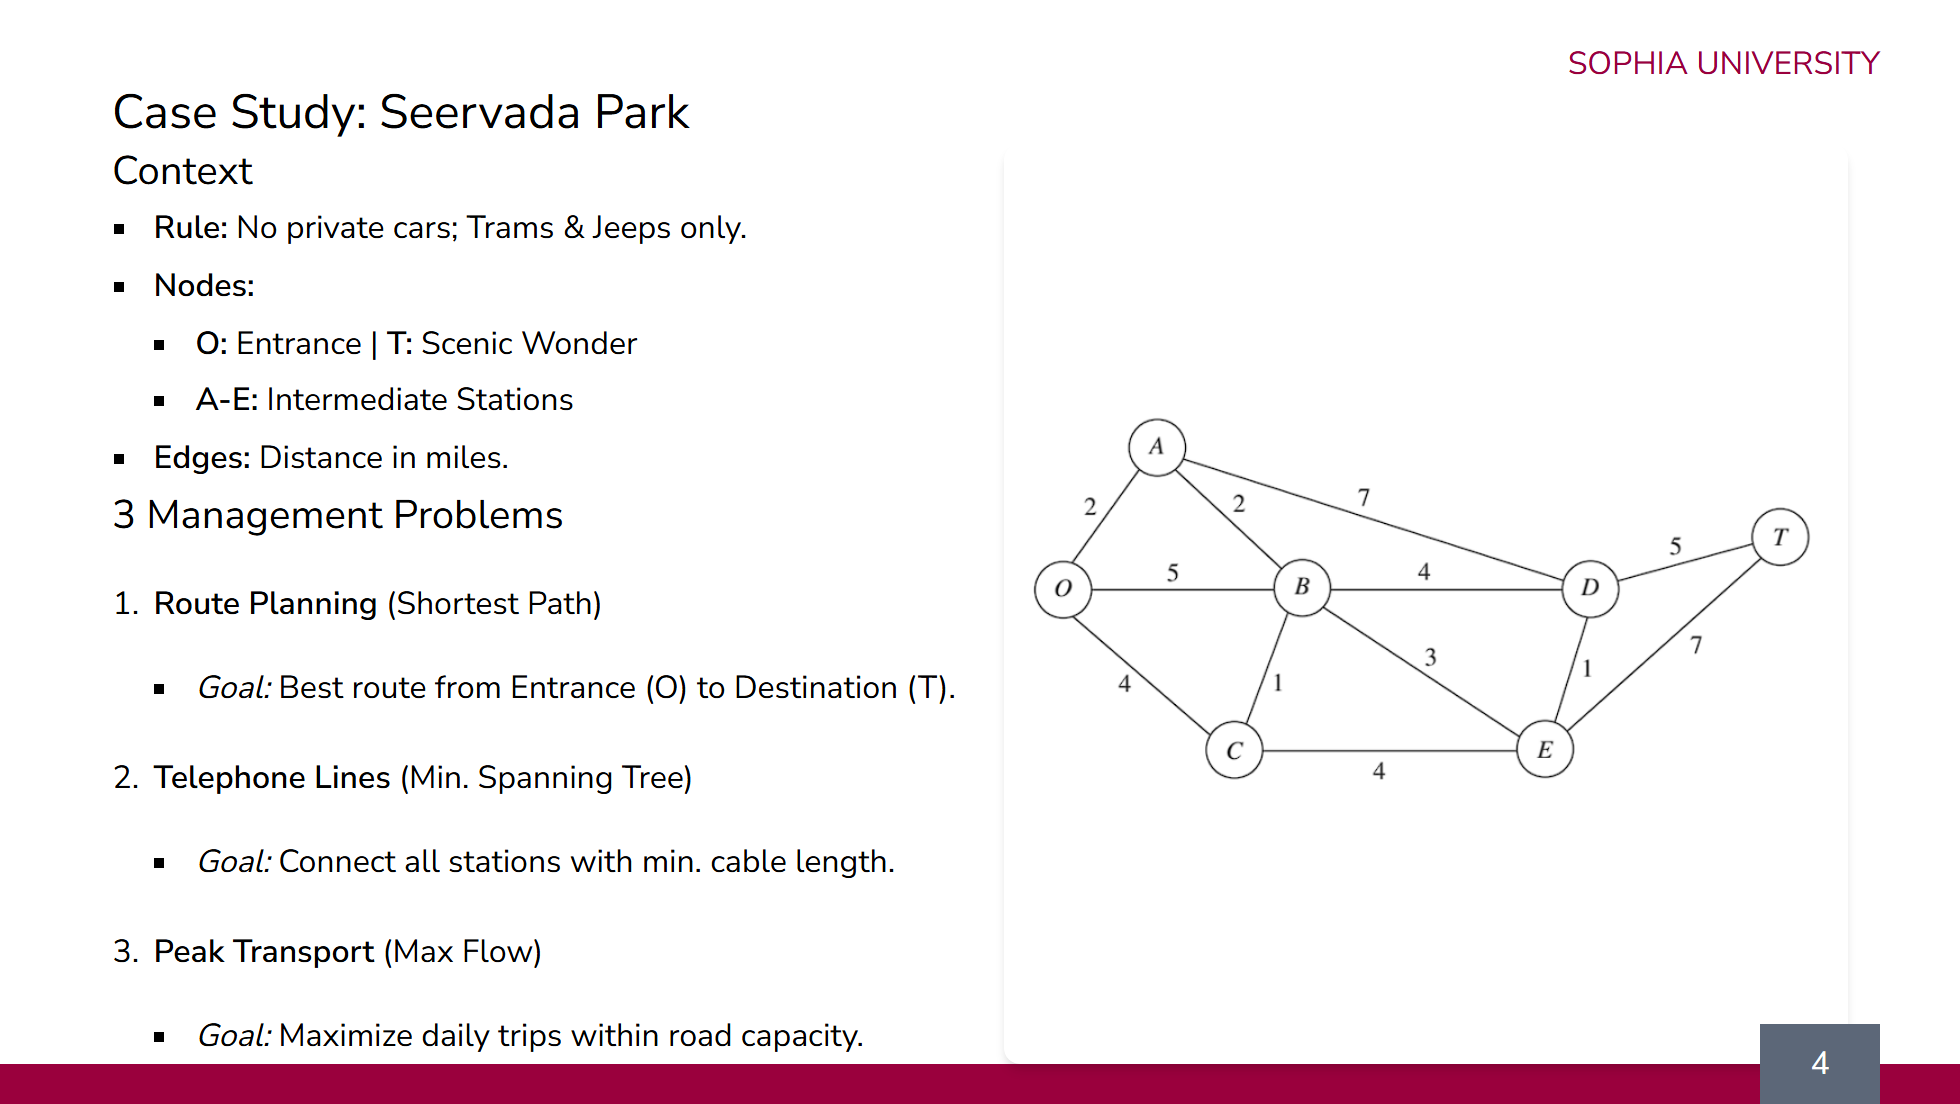 SOPHIA UNIVERSITY
Case Study: Seervada Park
Context
Rule: No private cars; Trams & Jeeps only.
Nodes:
O: Entrance | T: Scenic Wonder
A-E: Intermediate Stations
Edges: Distance in miles.
3 Management Problems
1. Route Planning (Shortest Path)
Goal: Best route from Entrance (O) to Destination (T).
2. Telephone Lines (Min. Spanning Tree)
Goal: Connect all stations with min. cable length.
3. Peak Transport (Max Flow)
Goal: Maximize daily trips within road capacity.
A
2
2
7
T
5
O
5
B
4
D
3
7
4
1
1
C
E
4
4